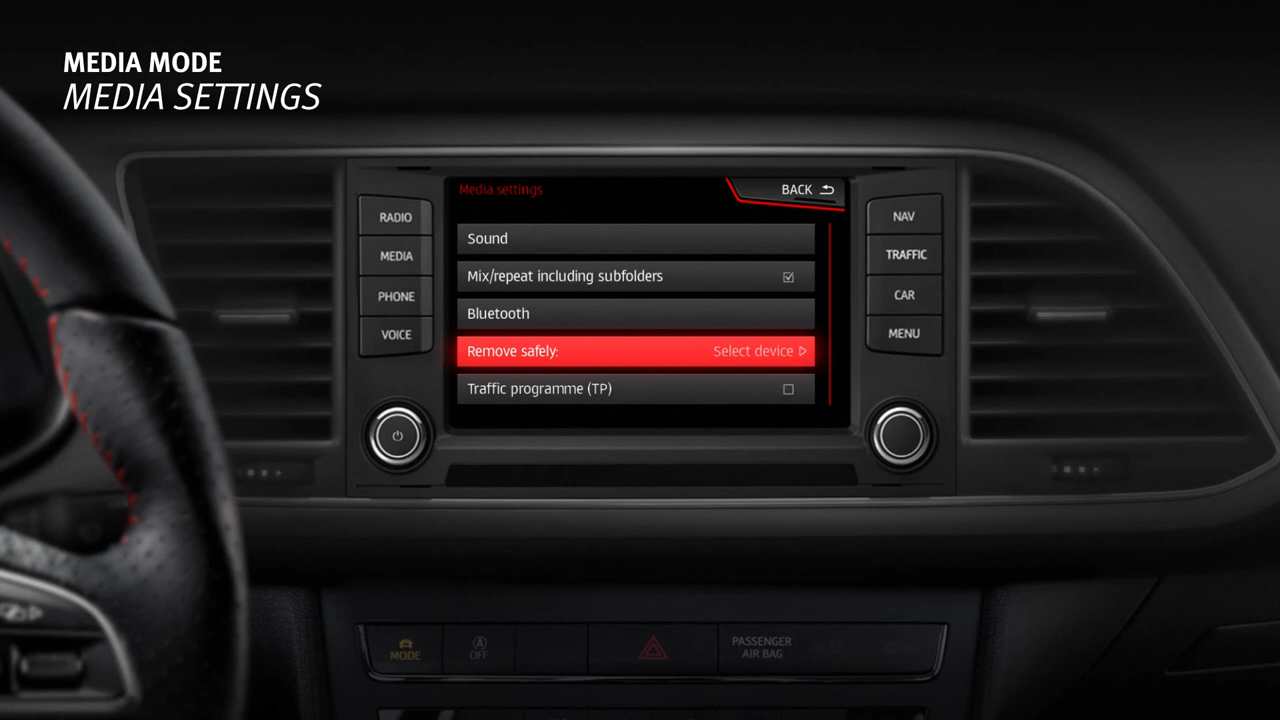 MEDIA MODE
MEDIA SETTINGS
Media settings
BACK
Sound
Mix/repeat including subfolders
Bluetooth
Remove safely: Select device
Traffic programme (TP)
RADIO
MEDIA
PHONE
VOICE
NAV
TRAFFIC
CAR
MENU
MODE
A
OFF
PASSENGER
AIR BAG